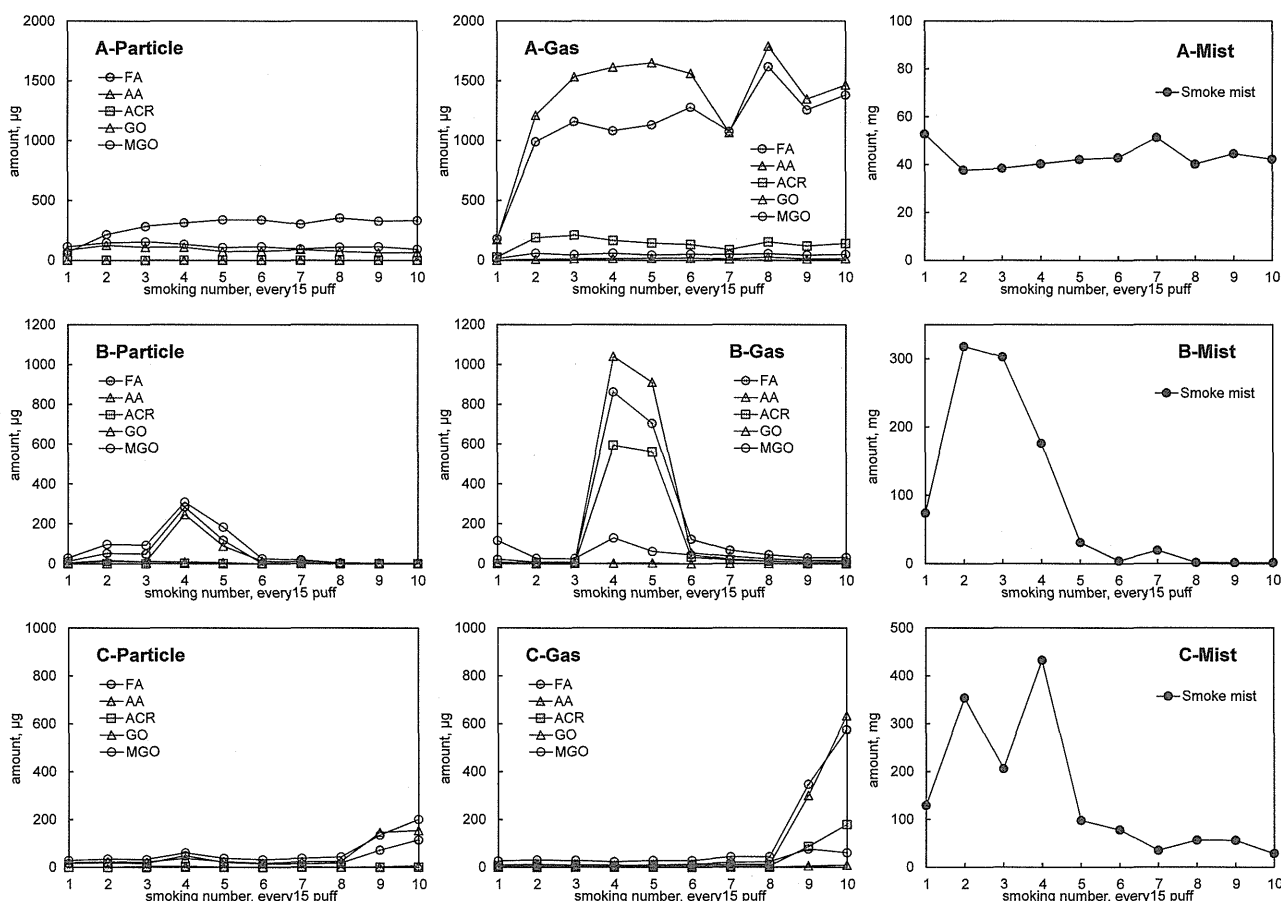 A-Particle
FA
AA
ACR
GO
MGO
amount, µg
2000
1500
1000
500
0
1 2 3 4 5 6 7 8 9 10
smoking number, every15 puff
A-Gas
FA
AA
ACR
GO
MGO
amount, µg
2000
1500
1000
500
0
1 2 3 4 5 6 7 8 9 10
smoking number, every15 puff
A-Mist
Smoke mist
amount, mg
100
80
60
40
20
0
1 2 3 4 5 6 7 8 9 10
smoking number, every15 puff
B-Particle
FA
AA
ACR
GO
MGO
amount, µg
1200
1000
800
600
400
200
0
1 2 3 4 5 6 7 8 9 10
smoking number, every15 puff
B-Gas
FA
AA
ACR
GO
MGO
amount, µg
1200
1000
800
600
400
200
0
1 2 3 4 5 6 7 8 9 10
smoking number, every15 puff
B-Mist
Smoke mist
amount, mg
300
200
100
0
1 2 3 4 5 6 7 8 9 10
smoking number, every15 puff
C-Particle
FA
AA
ACR
GO
MGO
amount, µg
1000
800
600
400
200
0
1 2 3 4 5 6 7 8 9 10
smoking number, every15 puff
C-Gas
FA
AA
ACR
GO
MGO
amount, µg
1000
800
600
400
200
0
1 2 3 4 5 6 7 8 9 10
smoking number, every15 puff
C-Mist
Smoke mist
amount, mg
500
400
300
200
100
0
1 2 3 4 5 6 7 8 9 10
smoking number, every15 puff